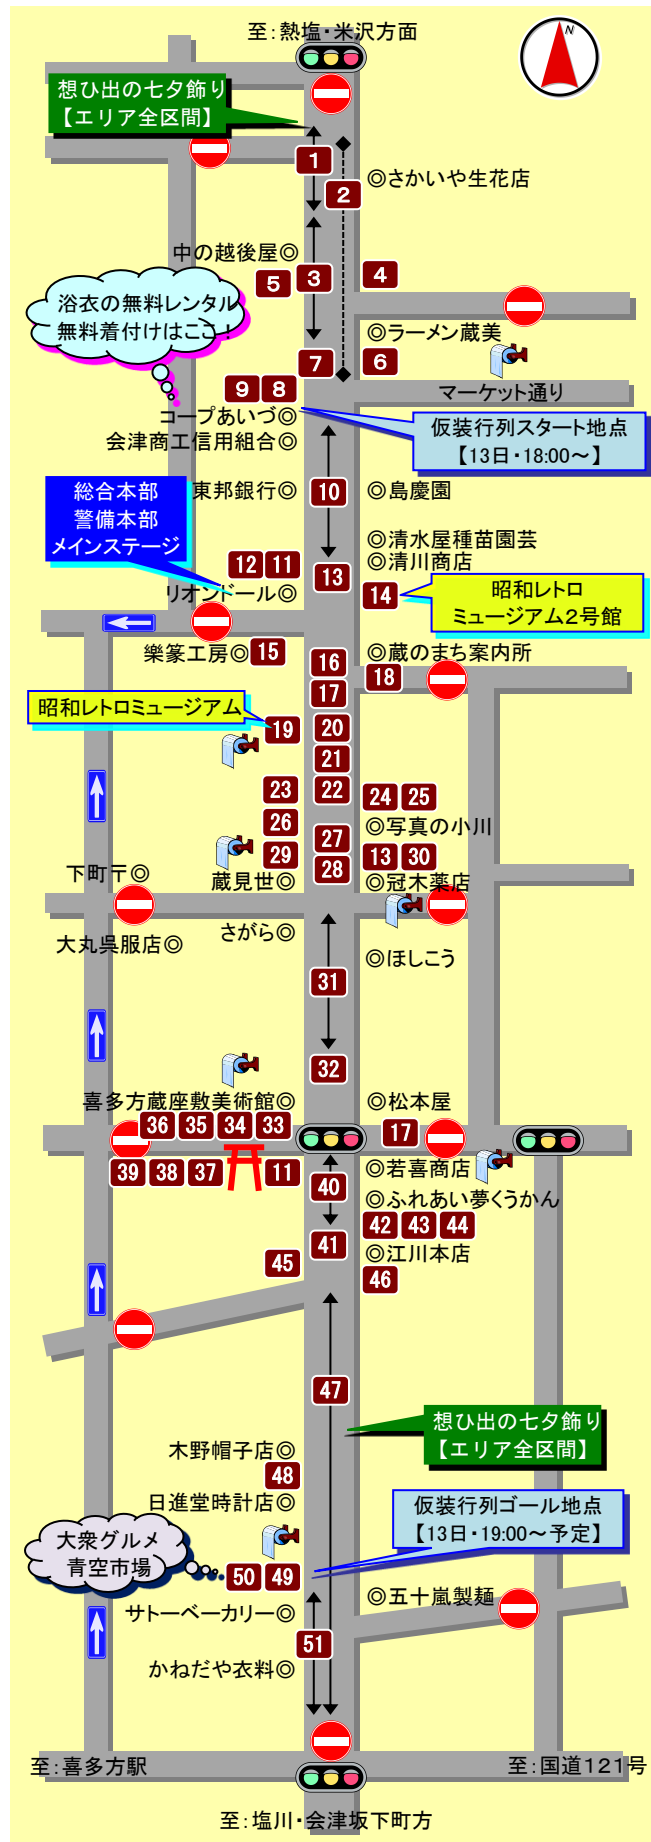 至：熱塩・米沢方面
N
想ひ出の七夕飾り
【エリア全区間】
1
2
◎さかいや生花店
中の越後屋◎
5
3
4
浴衣の無料レンタル
無料着付けはここ！
◎ラーメン蔵美
7
6
9
8
マーケット通り
コープあいづ◎
会津商工信用組合◎
仮装行列スタート地点
【13日・18:00～】
総合本部
警備本部
メインステージ
東邦銀行◎
10
◎島慶園
◎清水屋種苗園芸
◎清川商店
12
11
13
リオンドール◎
14
昭和レトロ
ミュージアム２号館
樂篆工房◎
15
16
◎蔵のまち案内所
17
18
昭和レトロミュージアム
19
20
21
22
23
24
25
26
◎写真の小川
27
29
28
13
30
下町〒◎
蔵見世◎
◎冠木薬店
さがら◎
大丸呉服店◎
◎ほしこう
31
32
喜多方蔵座敷美術館◎
◎松本屋
36
35
34
33
17
39
38
37
11
40
◎若喜商店
◎ふれあい夢くうかん
42
43
44
41
◎江川本店
45
46
47
想ひ出の七夕飾り
【エリア全区間】
木野帽子店◎
48
日進堂時計店◎
仮装行列ゴール地点
【13日・19:00～予定】
大衆グルメ
青空市場
50
49
◎五十嵐製麺
サトーベーカリー◎
51
かねだや衣料◎
至：喜多方駅
至：国道１２１号
至：塩川・会津坂下町方